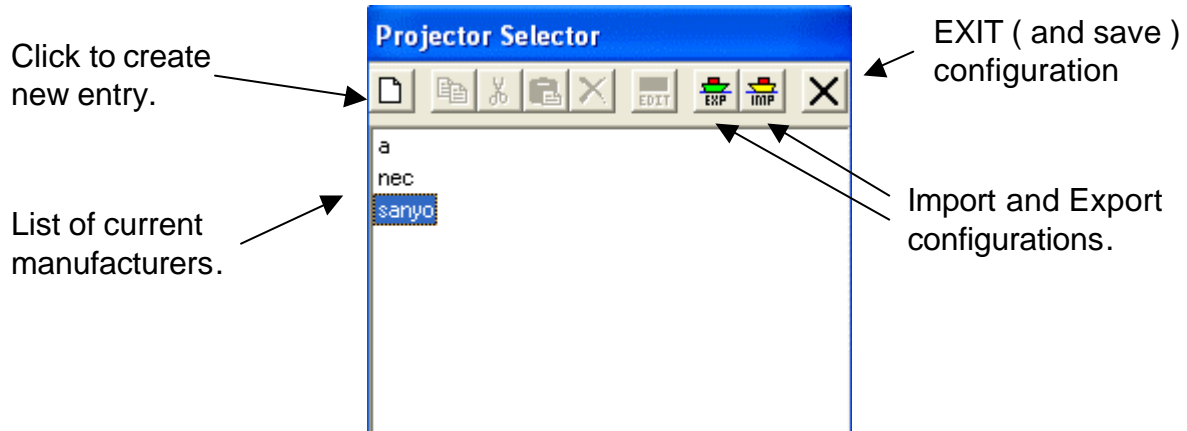 Projector Selector
Click to create
new entry.
EXIT ( and save )
configuration
EDIT
EXP
IMP
a
nec
sanyo
List of current
manufacturers.
Import and Export
configurations.